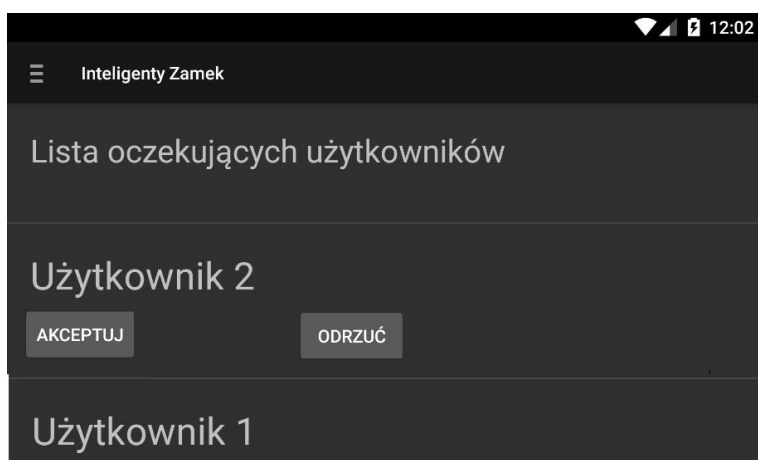 12:02
Inteligenty Zamek
Lista oczekujących użytkowników
Użytkownik 2
AKCEPTUJ ODRZUĆ
Użytkownik 1